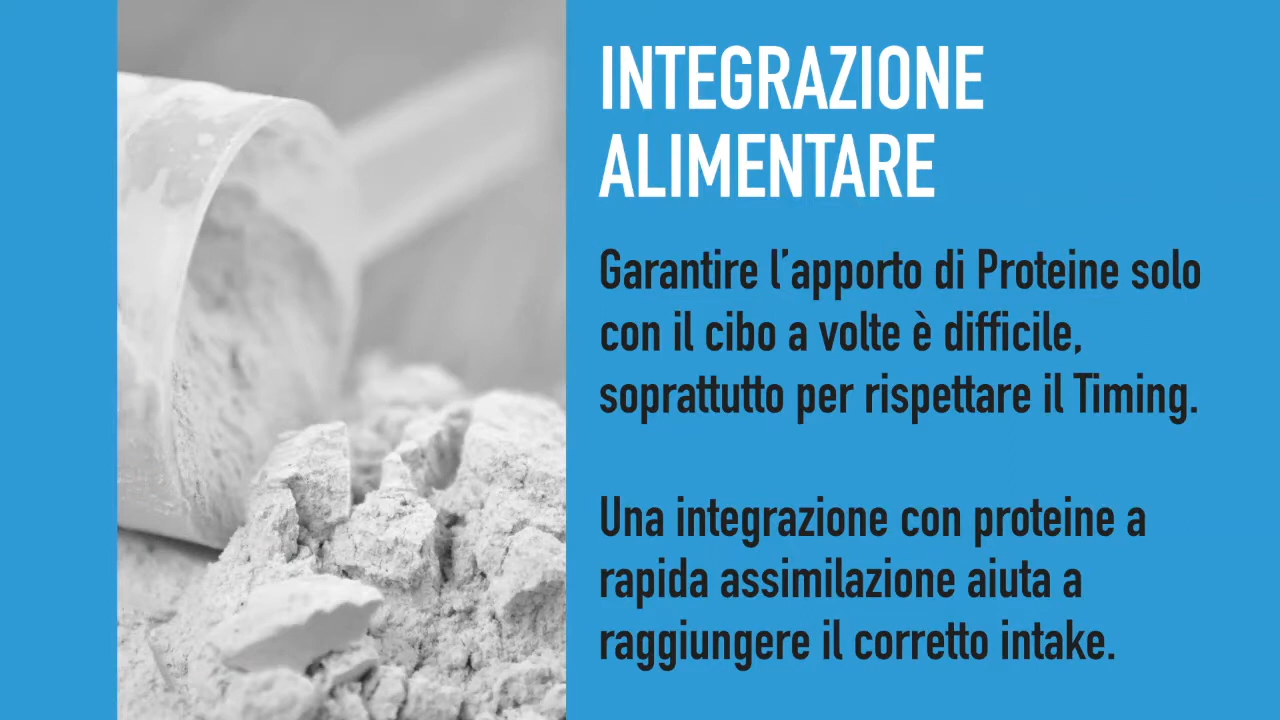 INTEGRAZIONE
ALIMENTARE
Garantire l’apporto di Proteine solo
con il cibo a volte è difficile,
soprattutto per rispettare il Timing.
Una integrazione con proteine a
rapida assimilazione aiuta a
raggiungere il corretto intake.